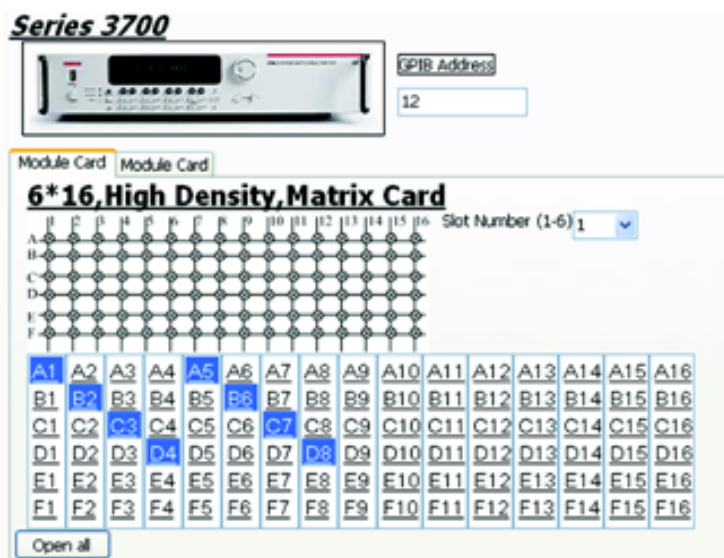 Series 3700
GPIB Address
12
Module Card Module Card
6*16,High Density,Matrix Card
Slot Number (1-6) 1
1 2 3 4 5 6 7 8 9 10 11 12 13 14 15 16
A
B
C
D
E
F
A1 A2 A3 A4 A5 A6 A7 A8 A9 A10 A11 A12 A13 A14 A15 A16
B1 B2 B3 B4 B5 B6 B7 B8 B9 B10 B11 B12 B13 B14 B15 B16
C1 C2 C3 C4 C5 C6 C7 C8 C9 C10 C11 C12 C13 C14 C15 C16
D1 D2 D3 D4 D5 D6 D7 D8 D9 D10 D11 D12 D13 D14 D15 D16
E1 E2 E3 E4 E5 E6 E7 E8 E9 E10 E11 E12 E13 E14 E15 E16
F1 F2 F3 F4 F5 F6 F7 F8 F9 F10 F11 F12 F13 F14 F15 F16
Open all